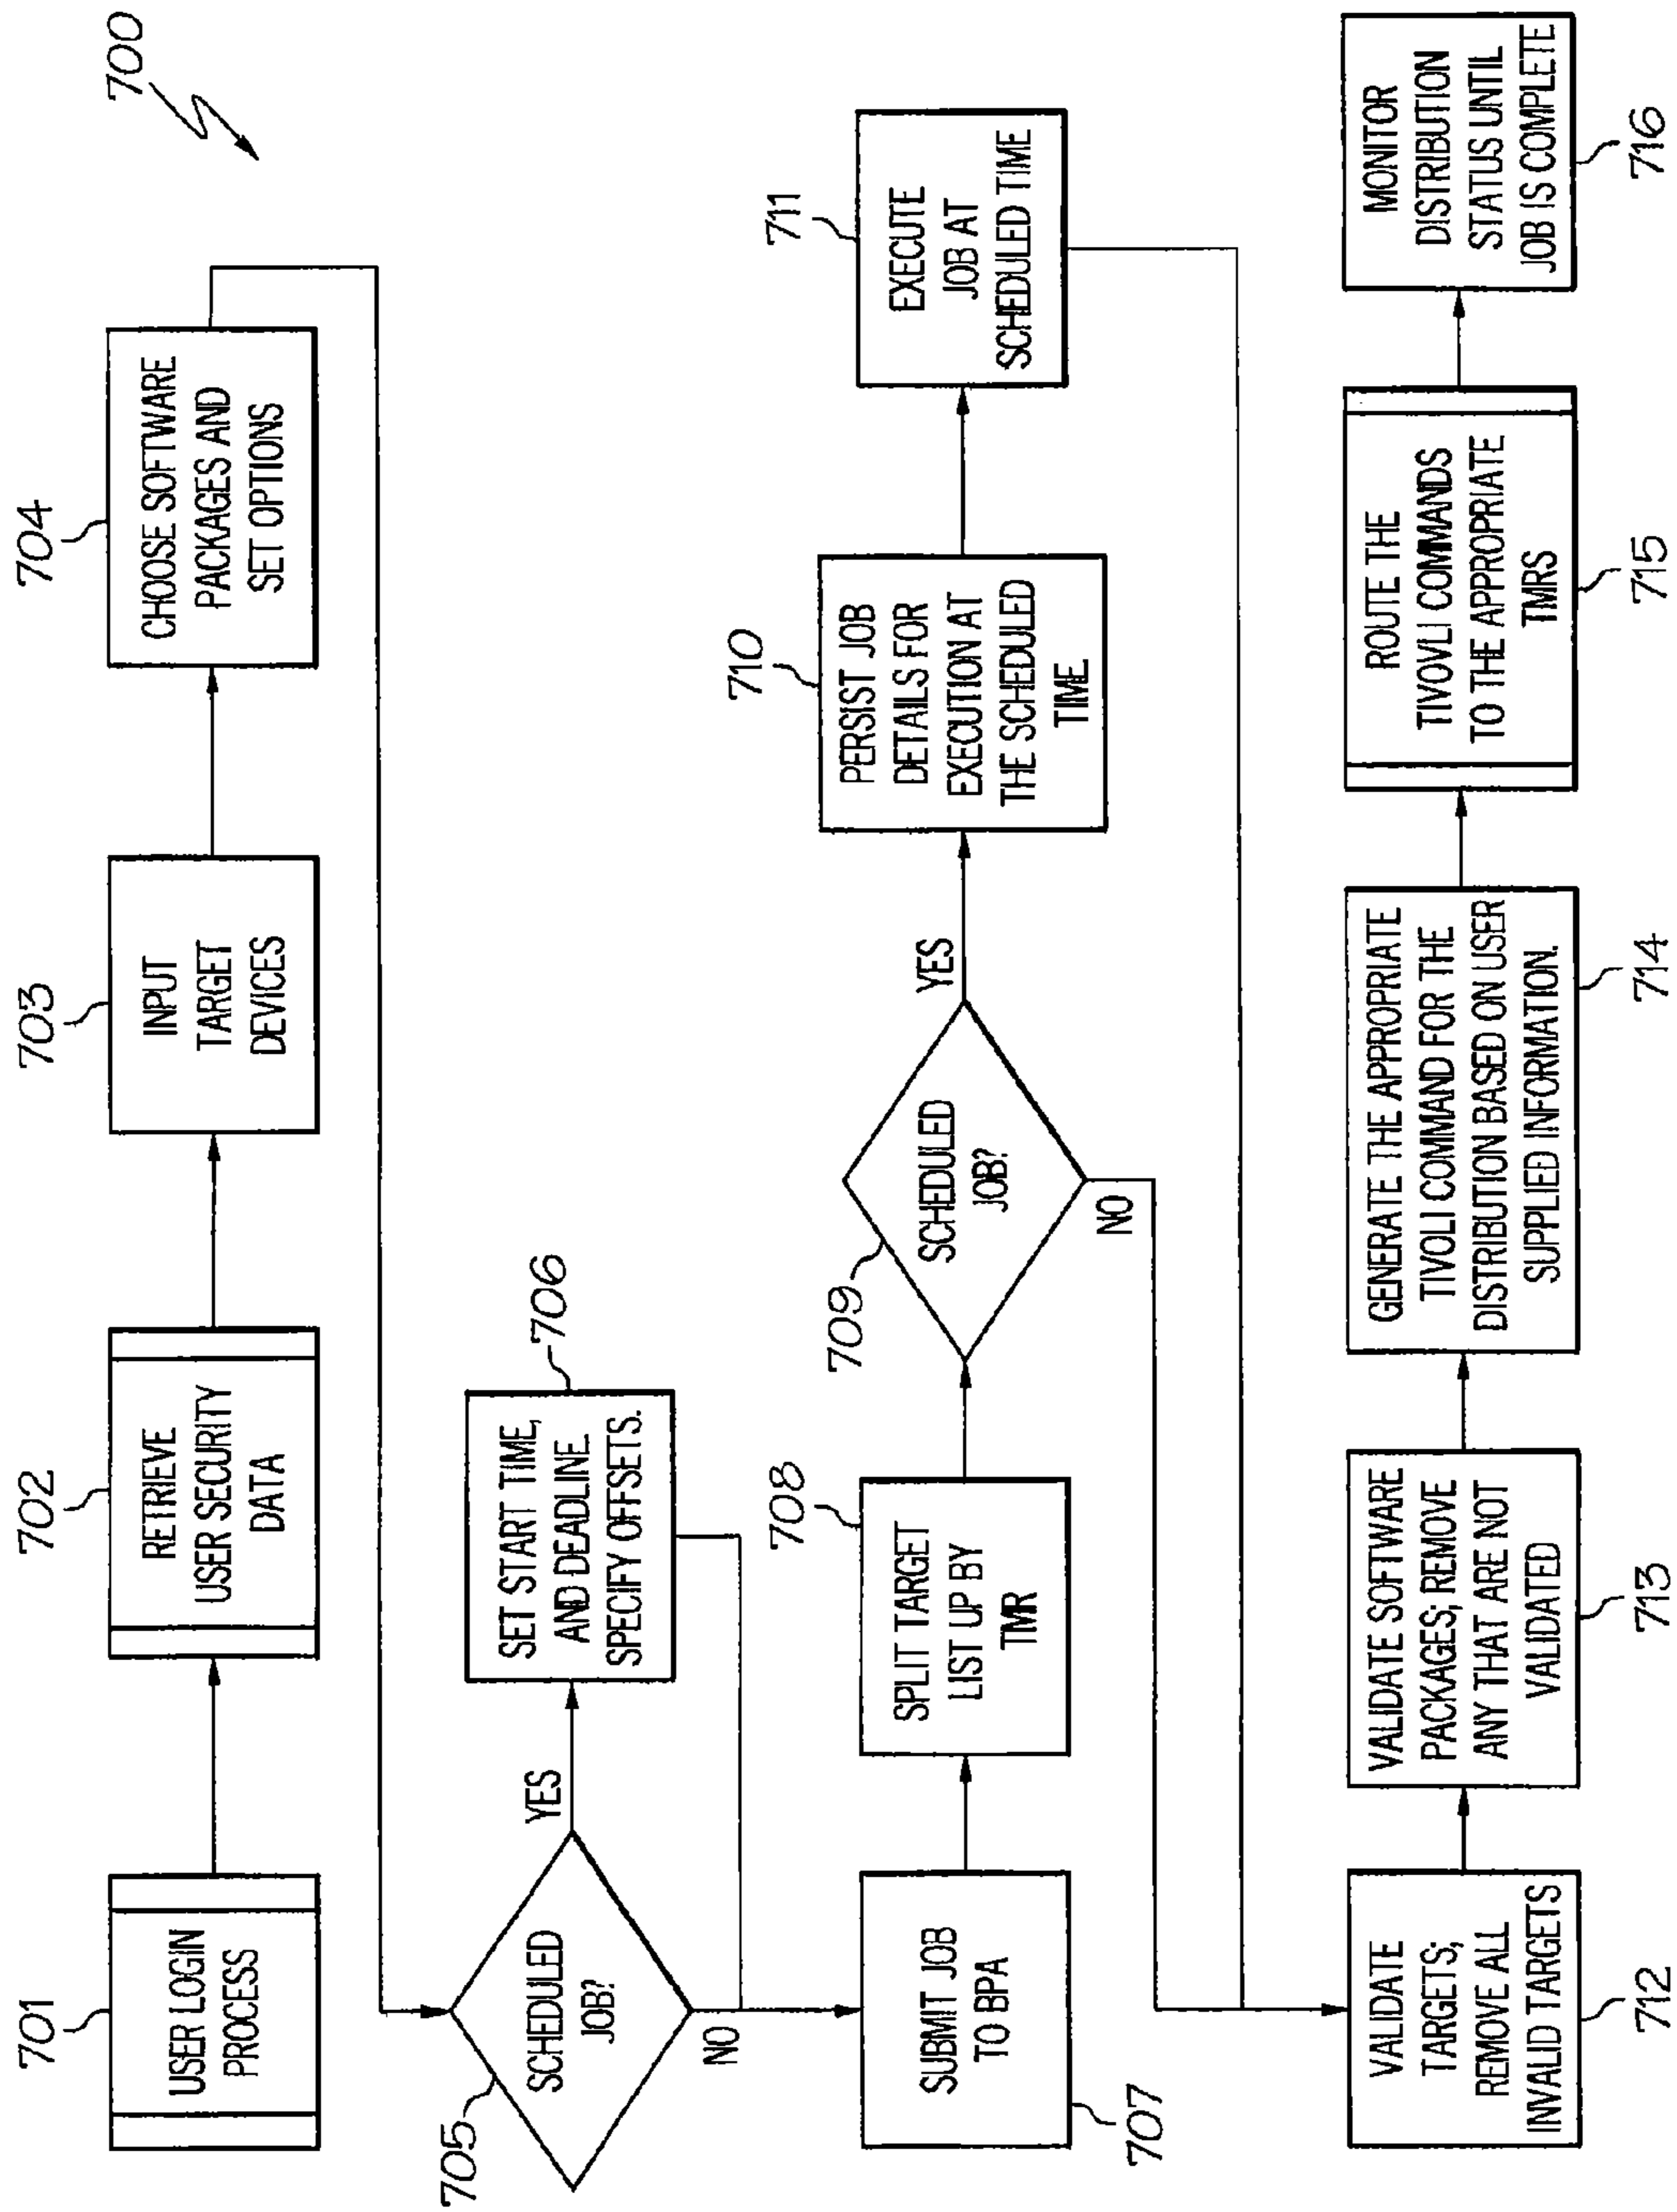 700
701
USER LOGIN
PROCESS
702
RETRIEVE
USER SECURITY
DATA
703
INPUT
TARGET
DEVICES
704
CHOOSE SOFTWARE
PACKAGES AND
SET OPTIONS
705
SCHEDULED
JOB?
YES
NO
706
SET START TIME,
AND DEADLINE.
SPECIFY OFFSETS.
707
SUBMIT JOB
TO BPA
708
SPLIT TARGET
LIST UP BY
TMR
709
SCHEDULED
JOB?
YES
NO
710
PERSIST JOB
DETAILS FOR
EXECUTION AT
THE SCHEDULED
TIME
711
EXECUTE
JOB AT
SCHEDULED TIME
712
VALIDATE
TARGETS;
REMOVE ALL
INVALID TARGETS
713
VALIDATE SOFTWARE
PACKAGES; REMOVE
ANY THAT ARE NOT
VALIDATED
714
GENERATE THE APPROPRIATE
TIVOLI COMMAND FOR THE
DISTRIBUTION BASED ON USER
SUPPLIED INFORMATION.
715
ROUTE THE
TIVOVLI COMMANDS
TO THE APPROPRIATE
TMRS
716
MONITOR
DISTRIBUTION
STATUS UNTIL
JOB IS COMPLETE